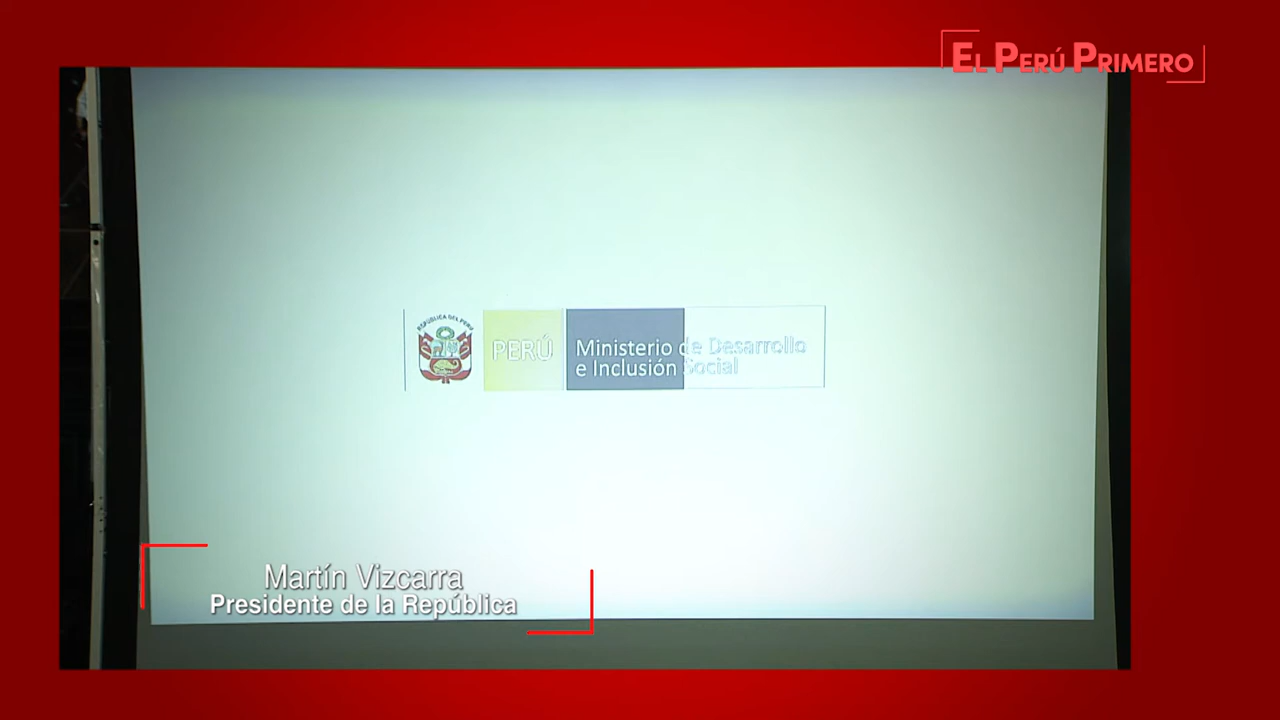 EL PERÚ PRIMERO
REPÚBLICA DEL PERÚ
PERÚ
Ministerio de Desarrollo
e Inclusión Social
Martín Vizcarra
Presidente de la República